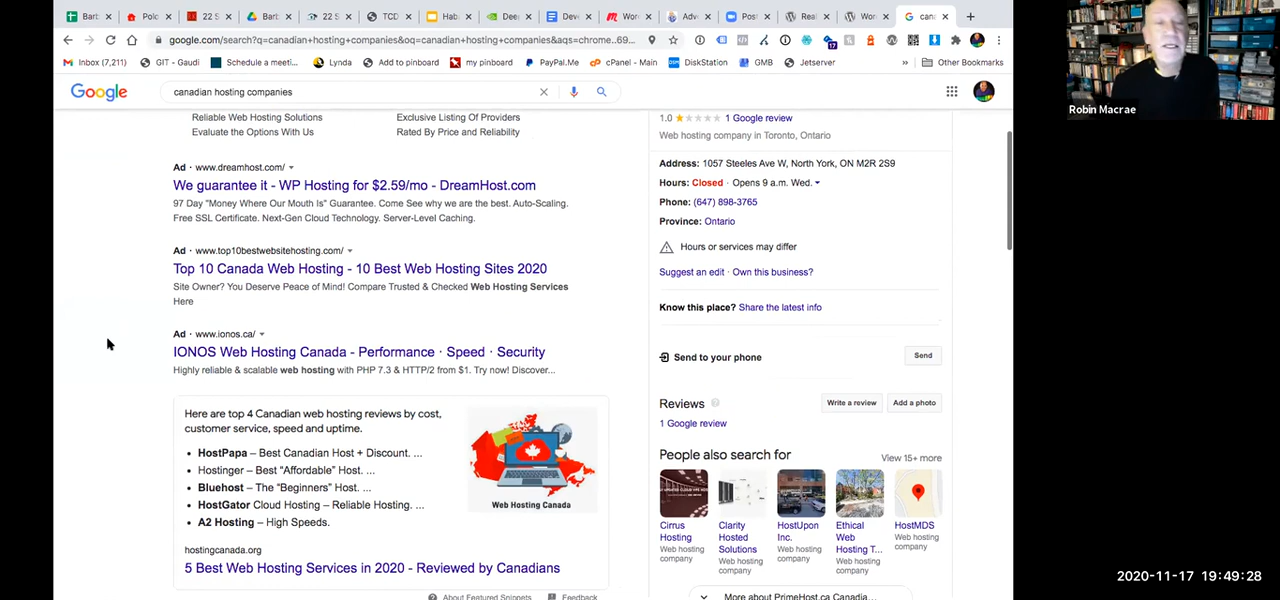 Barb
Polo
22 S
Barb
22 S
TCD
Hab
Dee
Deve
Wor
Adv
Post
Real
Wor
canc
google.com/search?q=canadian+hosting+companies&oq=canadian+hosting+companies&aqs=chrome..69...
17
Inbox (7,211)
GIT - Gaudi
Schedule a meeti...
Lynda
Add to pinboard
my pinboard
PayPal.Me
cPanel - Main
DiskStation
GMB
Jetserver
»
Other Bookmarks
Google
canadian hosting companies
Reliable Web Hosting Solutions
Exclusive Listing Of Providers
Evaluate the Options With Us
Rated By Price and Reliability
Ad · www.dreamhost.com/
We guarantee it - WP Hosting for $2.59/mo - DreamHost.com
97 Day "Money Where Our Mouth Is" Guarantee. Come See why we are the best. Auto-Scaling.
Free SSL Certificate. Next-Gen Cloud Technology. Server-Level Caching.
Ad · www.top10bestwebsitehosting.com/
Top 10 Canada Web Hosting - 10 Best Web Hosting Sites 2020
Site Owner? You Deserve Peace of Mind! Compare Trusted & Checked Web Hosting Services
Here
Ad · www.ionos.ca/
IONOS Web Hosting Canada - Performance · Speed · Security
Highly reliable & scalable web hosting with PHP 7.3 & HTTP/2 from $1. Try now! Discover...
Here are top 4 Canadian web hosting reviews by cost,
customer service, speed and uptime.
• HostPapa – Best Canadian Host + Discount. ...
• Hostinger – Best “Affordable” Host. ...
• Bluehost – The “Beginners” Host. ...
• HostGator Cloud Hosting – Reliable Hosting. ...
• A2 Hosting – High Speeds.
Web Hosting Canada
hostingcanada.org
5 Best Web Hosting Services in 2020 - Reviewed by Canadians
About Featured Snippets
Feedback
1.0 1 Google review
Web hosting company in Toronto, Ontario
Address: 1057 Steeles Ave W, North York, ON M2R 2S9
Hours: Closed · Opens 9 a.m. Wed.
Phone: (647) 898-3765
Province: Ontario
Hours or services may differ
Suggest an edit · Own this business?
Know this place? Share the latest info
Send to your phone
Send
Reviews
Write a review
Add a photo
1 Google review
People also search for
View 15+ more
Cirrus
Hosting
Web hosting
company
Clarity
Hosted
Solutions
Web hosting
company
HostUpon
Inc.
Web hosting
company
Ethical
Web
Hosting T...
Web hosting
company
HostMDS
Web hosting
company
More about PrimeHost.ca Canadia...
Robin Macrae
2020-11-17 19:49:28